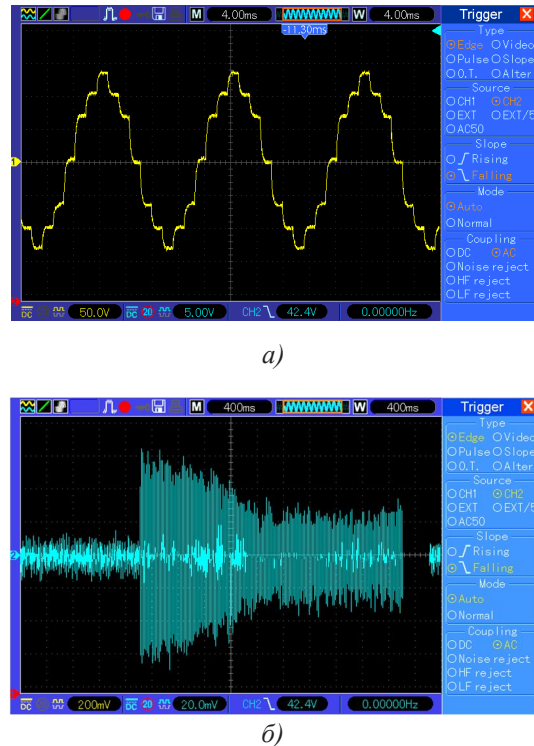 M 4.00ms W 4.00ms Trigger X
-11.30ms
Type
Edge Video
Pulse Slope
O.T. Alter
Source
CH1 CH2
EXT EXT/5
AC50
Slope
Rising
Falling
Mode
Auto
Normal
Coupling
DC AC
Noise reject
HF reject
LF reject
1
DC 50.0V DC 20 5.00V CH2 42.4V 0.00000Hz
а)
M 400ms W 400ms Trigger X
Type
Edge Video
Pulse Slope
O.T. Alter
Source
CH1 CH2
EXT EXT/5
AC50
Slope
Rising
Falling
Mode
Auto
Normal
Coupling
DC AC
Noise reject
HF reject
LF reject
2
DC 200mV DC 20 20.0mV CH2 42.4V 0.00000Hz
б)